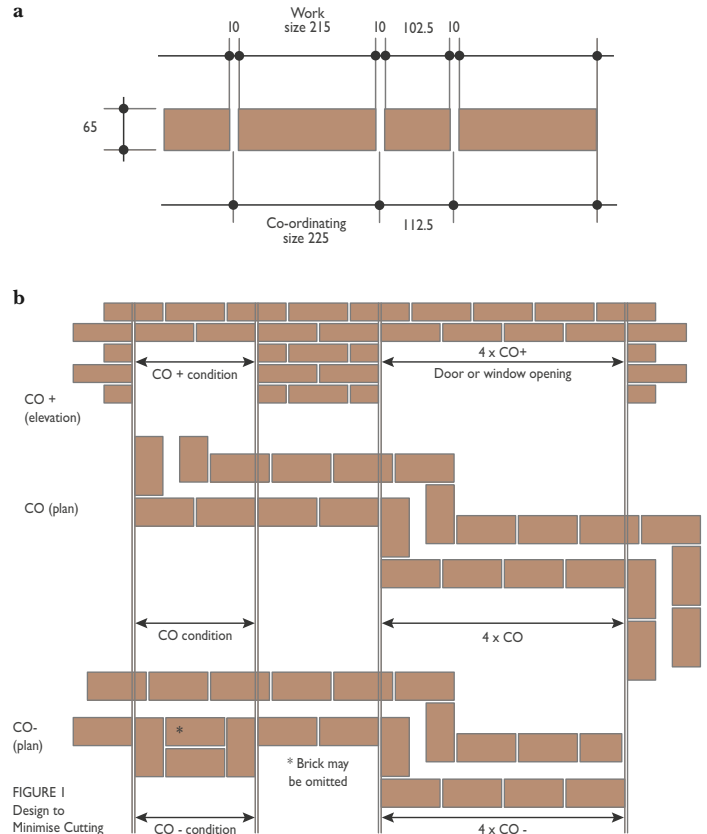 a
Work
size 215
10
10
102.5
10
65
Co-ordinating
size 225
112.5
b
CO + condition
4 x CO+
Door or window opening
CO +
(elevation)
CO (plan)
CO condition
4 x CO
CO-
(plan)
*
* Brick may
be omitted
FIGURE 1
Design to
Minimise Cutting
CO - condition
4 x CO -